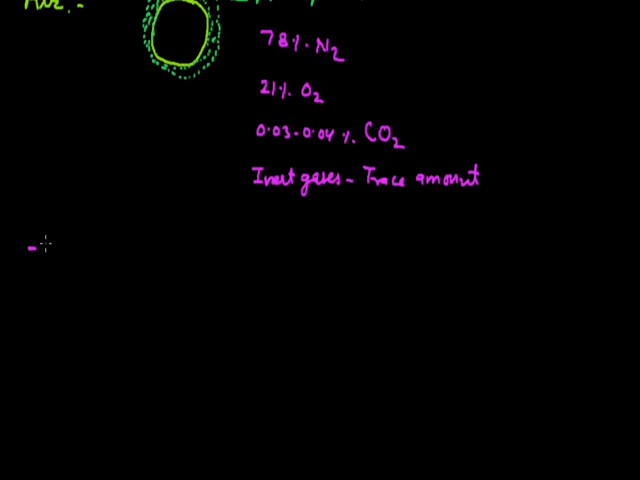 Air :-
78%. N2
21%. O2
0.03-0.04 %. CO2
Inert gases - Trace amount
-